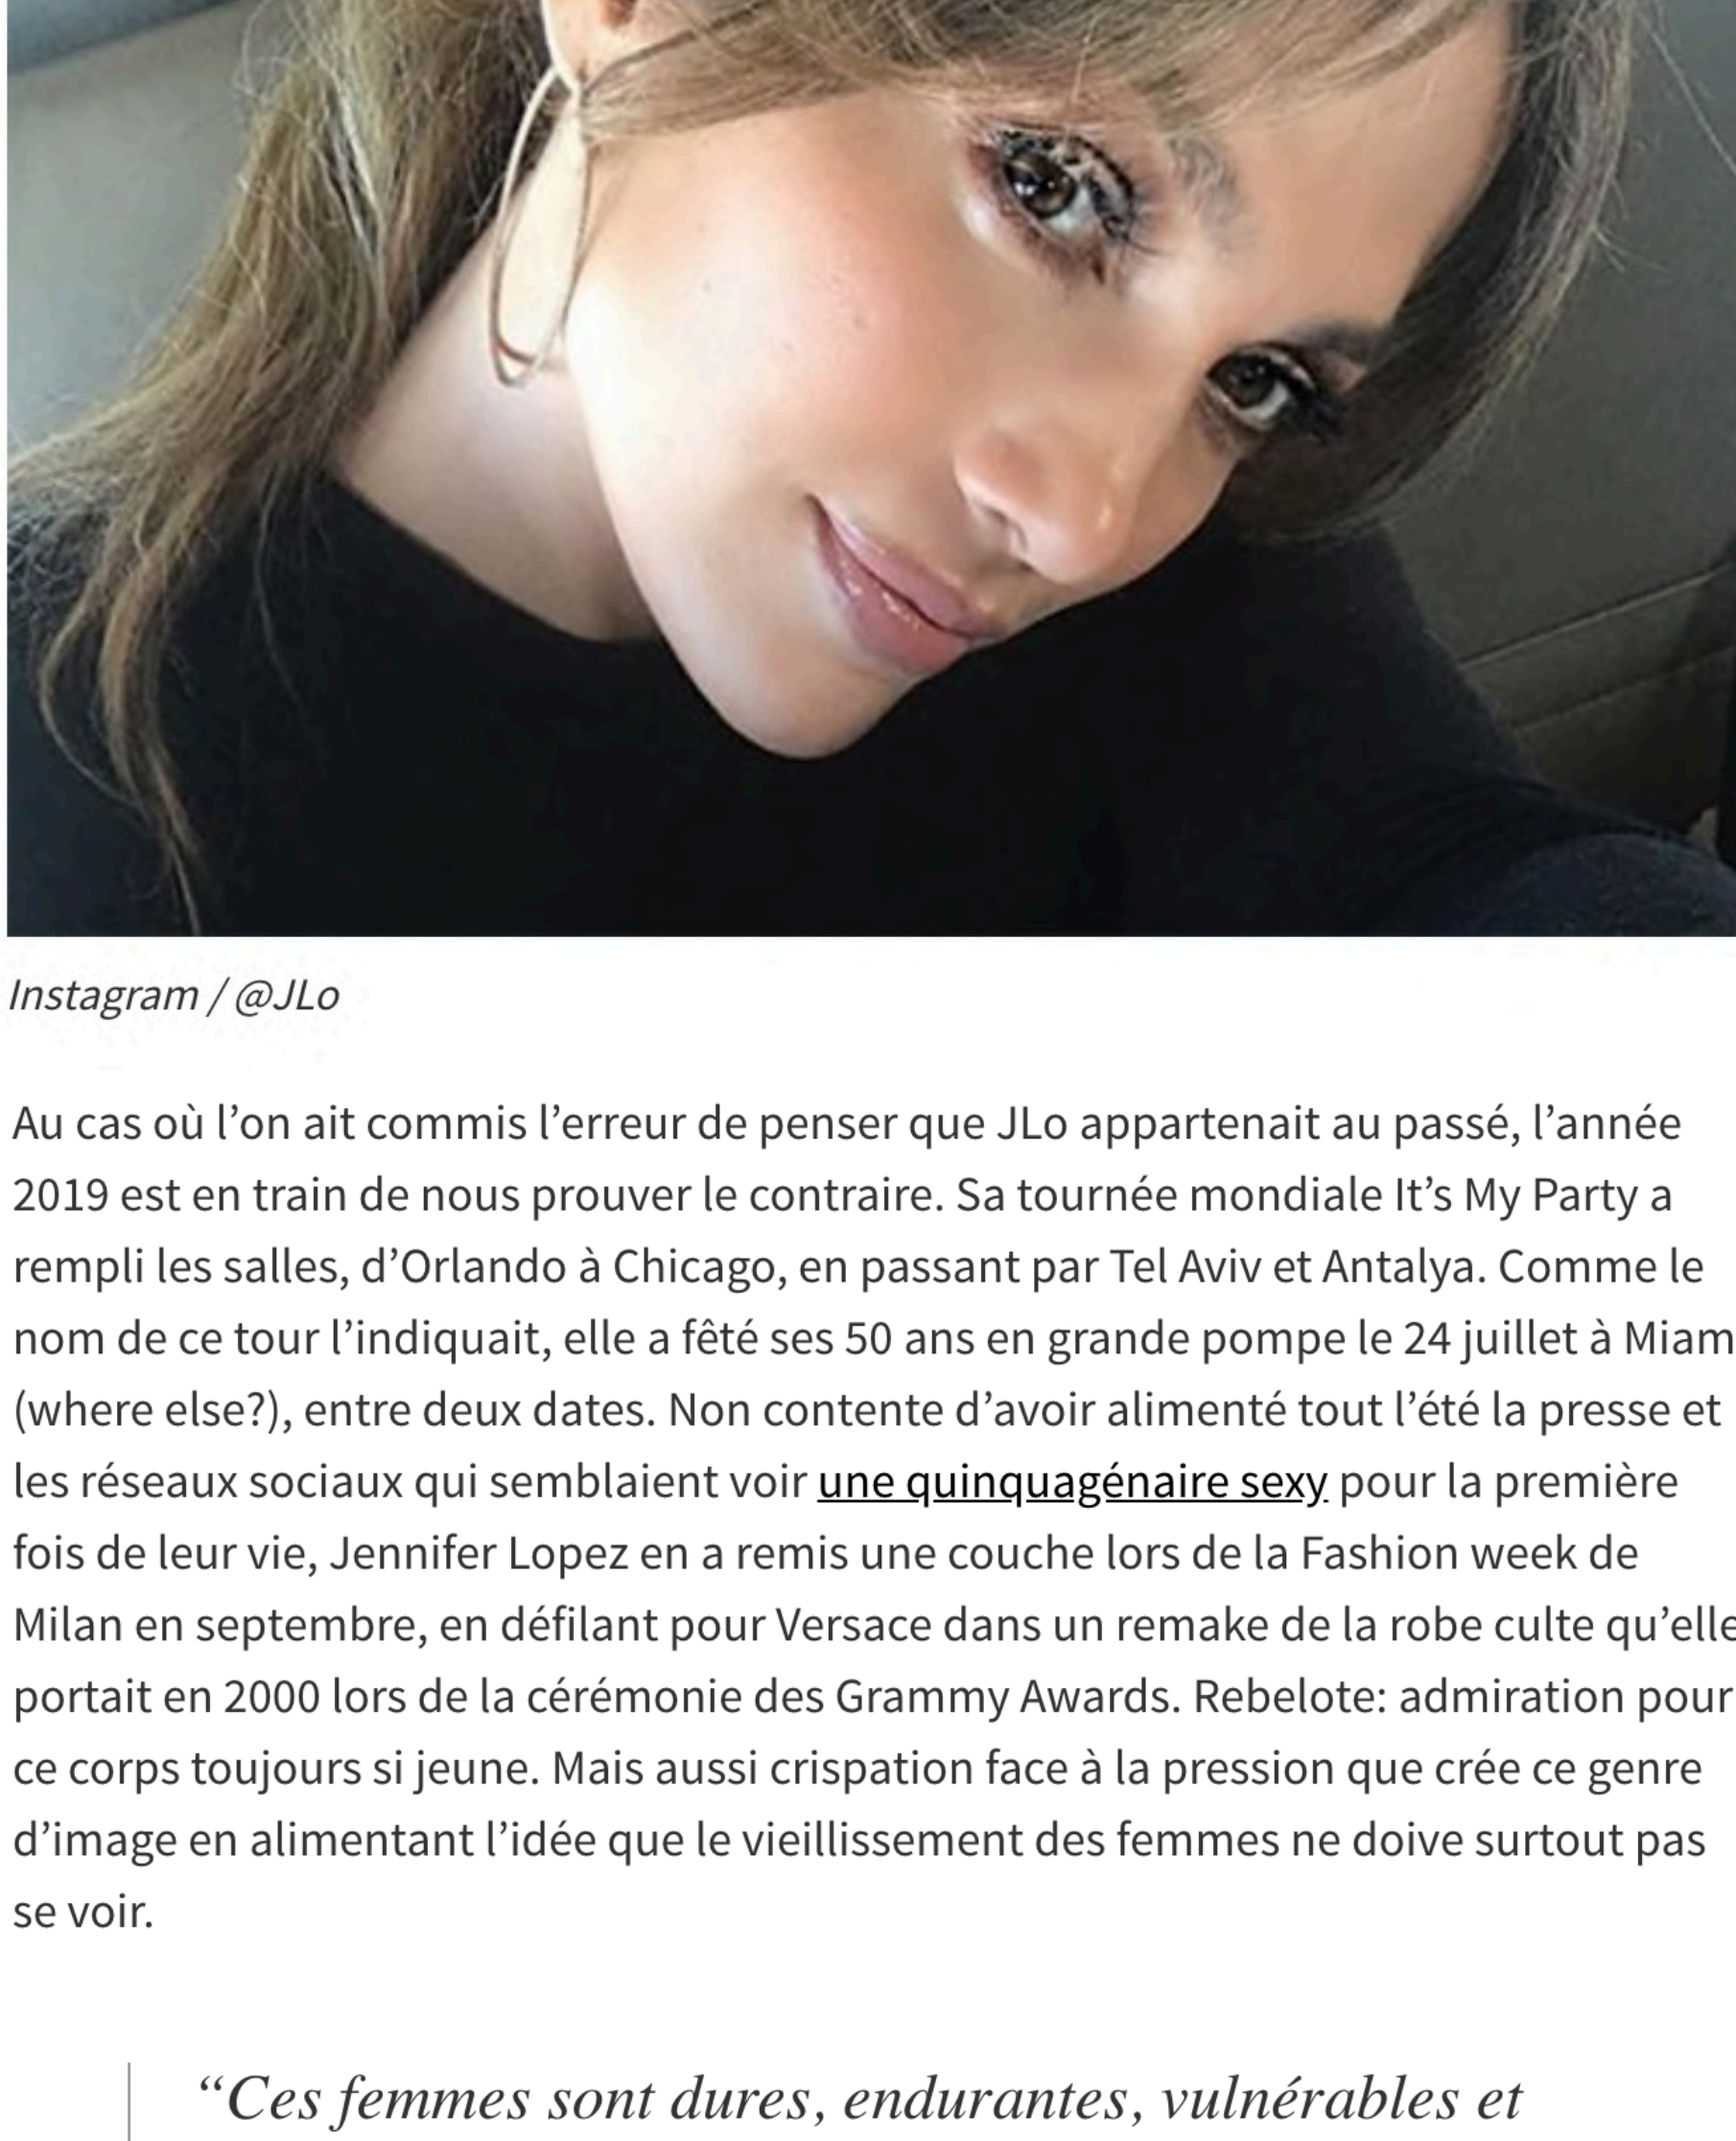 Instagram / @JLo
Au cas où l’on ait commis l’erreur de penser que JLo appartenait au passé, l’année
2019 est en train de nous prouver le contraire. Sa tournée mondiale It’s My Party a
rempli les salles, d’Orlando à Chicago, en passant par Tel Aviv et Antalya. Comme le
nom de ce tour l’indiquait, elle a fêté ses 50 ans en grande pompe le 24 juillet à Miam
(where else?), entre deux dates. Non contente d’avoir alimenté tout l’été la presse et
les réseaux sociaux qui semblaient voir une quinquagénaire sexy pour la première
fois de leur vie, Jennifer Lopez en a remis une couche lors de la Fashion week de
Milan en septembre, en défilant pour Versace dans un remake de la robe culte qu’elle
portait en 2000 lors de la cérémonie des Grammy Awards. Rebelote: admiration pour
ce corps toujours si jeune. Mais aussi crispation face à la pression que crée ce genre
d’image en alimentant l’idée que le vieillissement des femmes ne doive surtout pas
se voir.
“Ces femmes sont dures, endurantes, vulnérables et